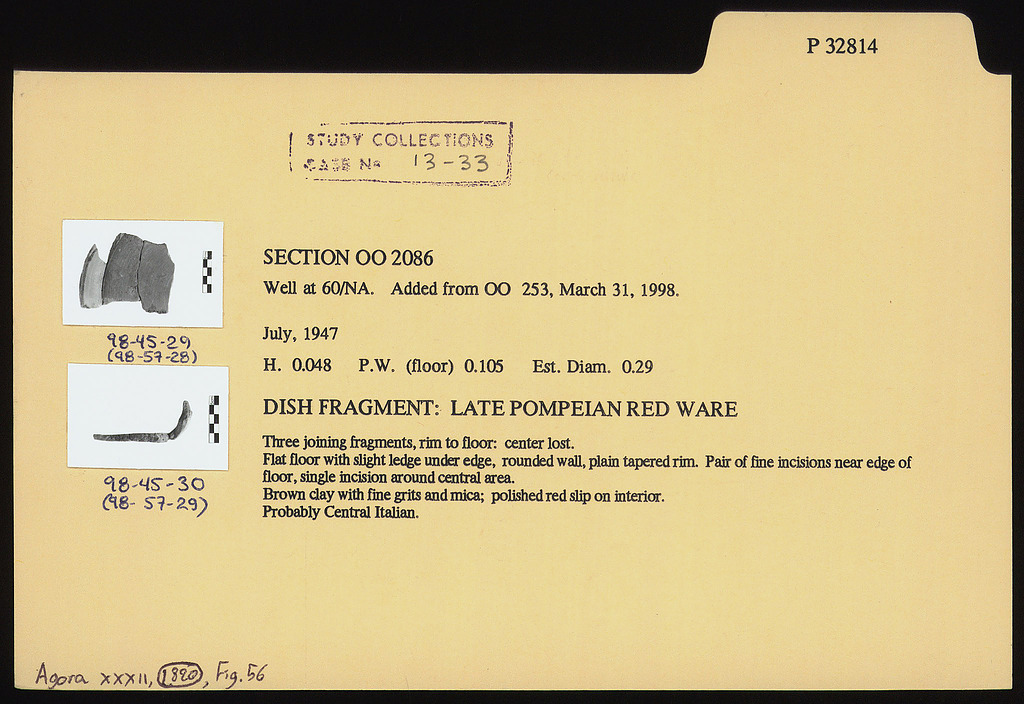 P 32814
STUDY COLLECTIONS
CASE No 13-33
SECTION OO 2086
Well at 60/NA. Added from OO 253, March 31, 1998.
July, 1947
H. 0.048 P.W. (floor) 0.105 Est. Diam. 0.29
DISH FRAGMENT: LATE POMPEIAN RED WARE
Three joining fragments, rim to floor: center lost.
Flat floor with slight ledge under edge, rounded wall, plain tapered rim. Pair of fine incisions near edge of
floor, single incision around central area.
Brown clay with fine grits and mica; polished red slip on interior.
Probably Central Italian.
98-45-29
(98-57-28)
98-45-30
(98-57-29)
Agora XXXII, 1820, Fig. 56